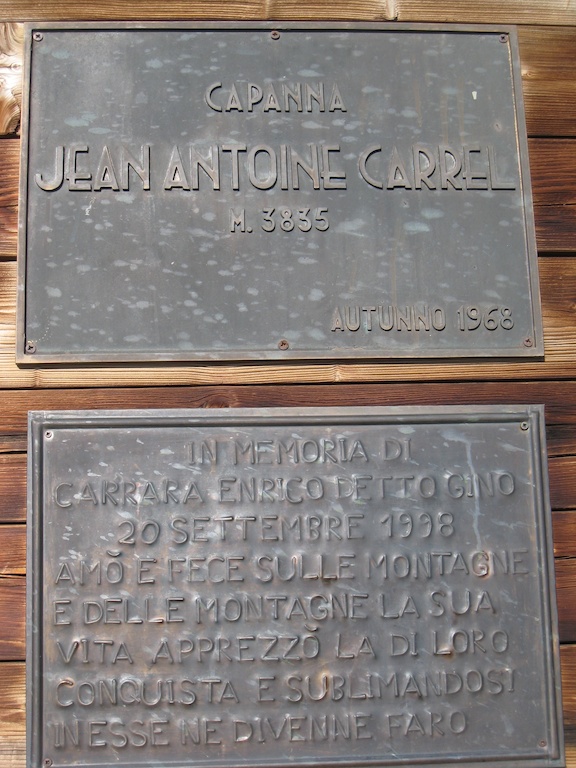 CAPANNA
JEAN ANTOINE CARREL
M. 3835
AUTUNNO 1968
IN MEMORIA DI
CARRARA ENRICO DETTO GINO
20 SETTEMBRE 1998
AMÒ E FECE SULLE MONTAGNE
E DELLE MONTAGNE LA SUA
VITA APPREZZÒ LA DI LORO
CONQUISTA E SUBLIMANDOSI
IN ESSE NE DIVENNE FARO